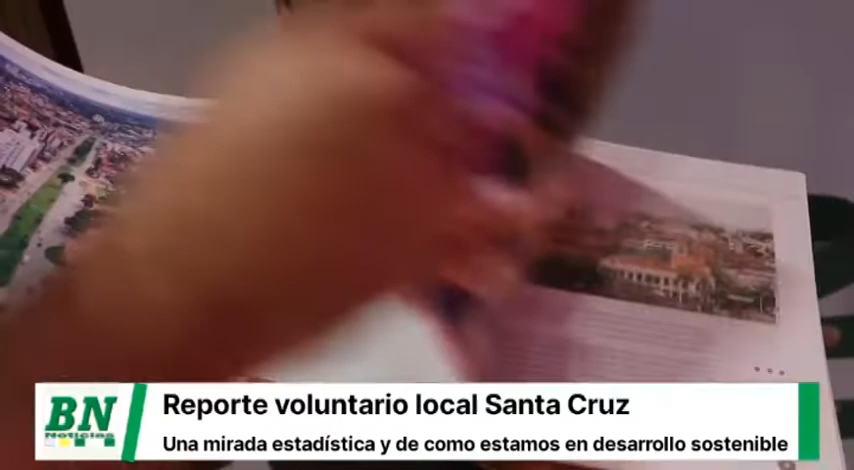 BN
Noticias
Reporte voluntario local Santa Cruz
Una mirada estadística y de como estamos en desarrollo sostenible